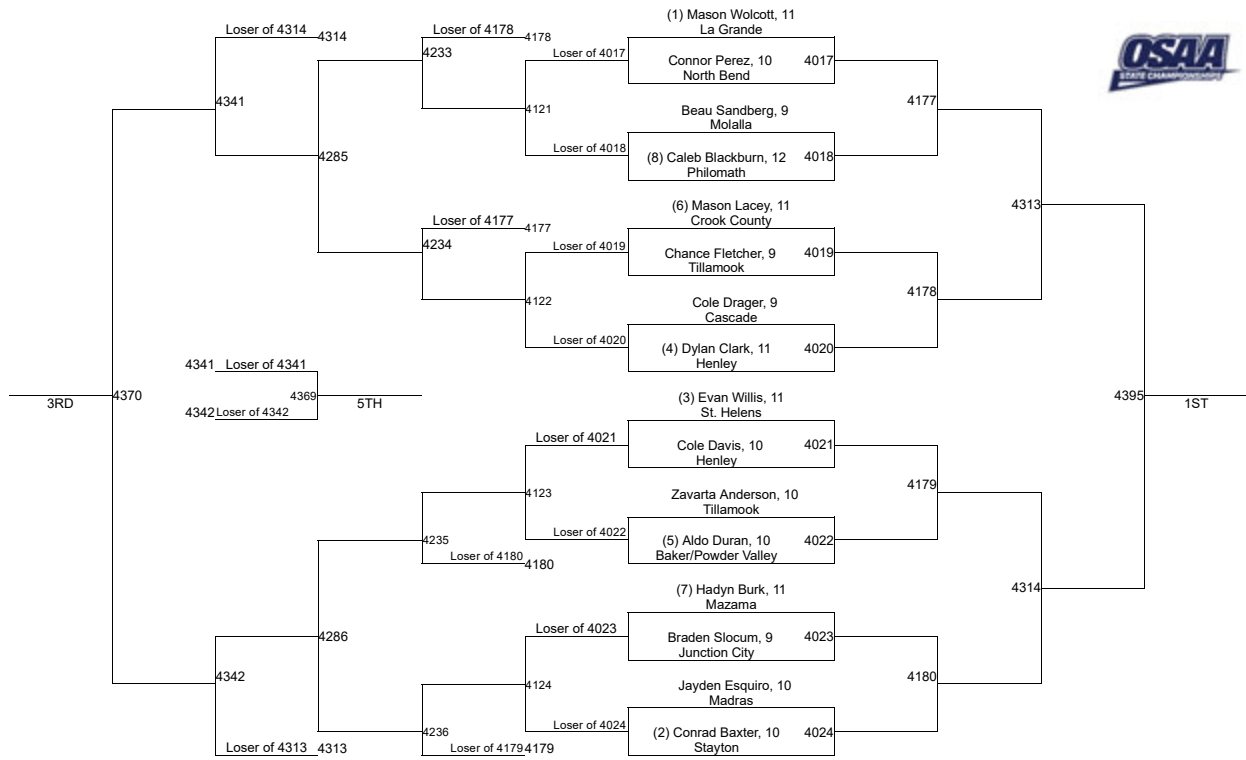 (1) Mason Wolcott, 11
La Grande
Loser of 4314 4314
Loser of 4178 4178
4233
Loser of 4017
Connor Perez, 10 4017
North Bend
OSAA
STATE CHAMPIONSHIPS
4341
4121
4177
Beau Sandberg, 9
Molalla
4285
Loser of 4018
(8) Caleb Blackburn, 12 4018
Philomath
(6) Mason Lacey, 11
Crook County
4313
Loser of 4177 4177
4234
Loser of 4019
Chance Fletcher, 9 4019
Tillamook
4122
4178
Cole Drager, 9
Cascade
Loser of 4020
(4) Dylan Clark, 11 4020
Henley
4341 Loser of 4341
4370
4369
4395
3RD
5TH
1ST
4342 Loser of 4342
(3) Evan Willis, 11
St. Helens
Loser of 4021
Cole Davis, 10 4021
Henley
4123
4179
Zavarta Anderson, 10
Tillamook
4235
Loser of 4022
(5) Aldo Duran, 10 4022
Baker/Powder Valley
Loser of 4180 4180
4314
(7) Hadyn Burk, 11
Mazama
4286
Loser of 4023
Braden Slocum, 9 4023
Junction City
4342
4124
4180
Jayden Esquiro, 10
Madras
4236
Loser of 4024
(2) Conrad Baxter, 10 4024
Stayton
Loser of 4313 4313
Loser of 4179 4179